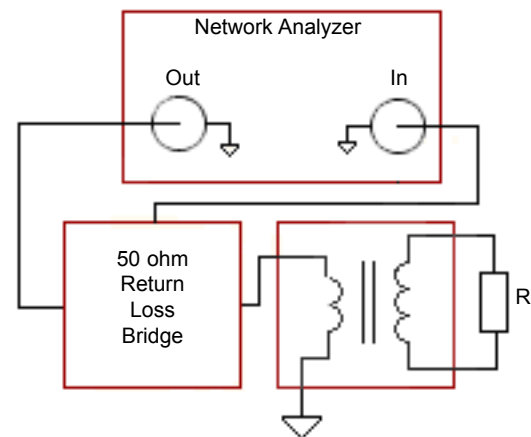 Network Analyzer
Out
In
50 ohm
Return
Loss
Bridge
R